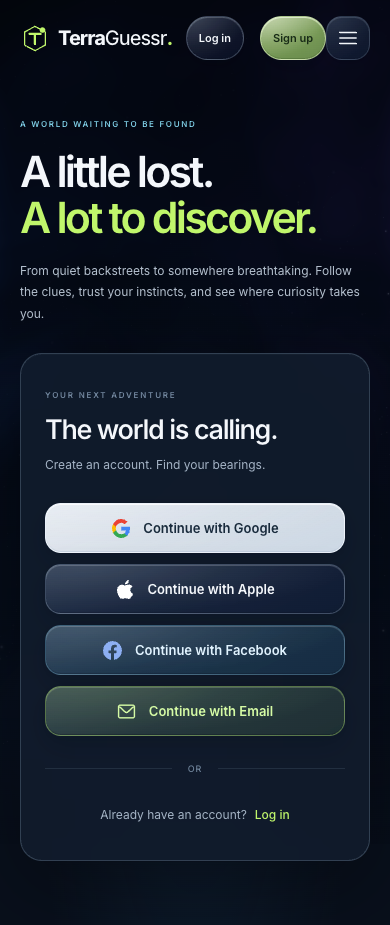 TerraGuessr.
Log in
Sign up
A WORLD WAITING TO BE FOUND
A little lost.
A lot to discover.
From quiet backstreets to somewhere breathtaking. Follow
the clues, trust your instincts, and see where curiosity takes
you.
YOUR NEXT ADVENTURE
The world is calling.
Create an account. Find your bearings.
Continue with Google
Continue with Apple
Continue with Facebook
Continue with Email
OR
Already have an account? Log in